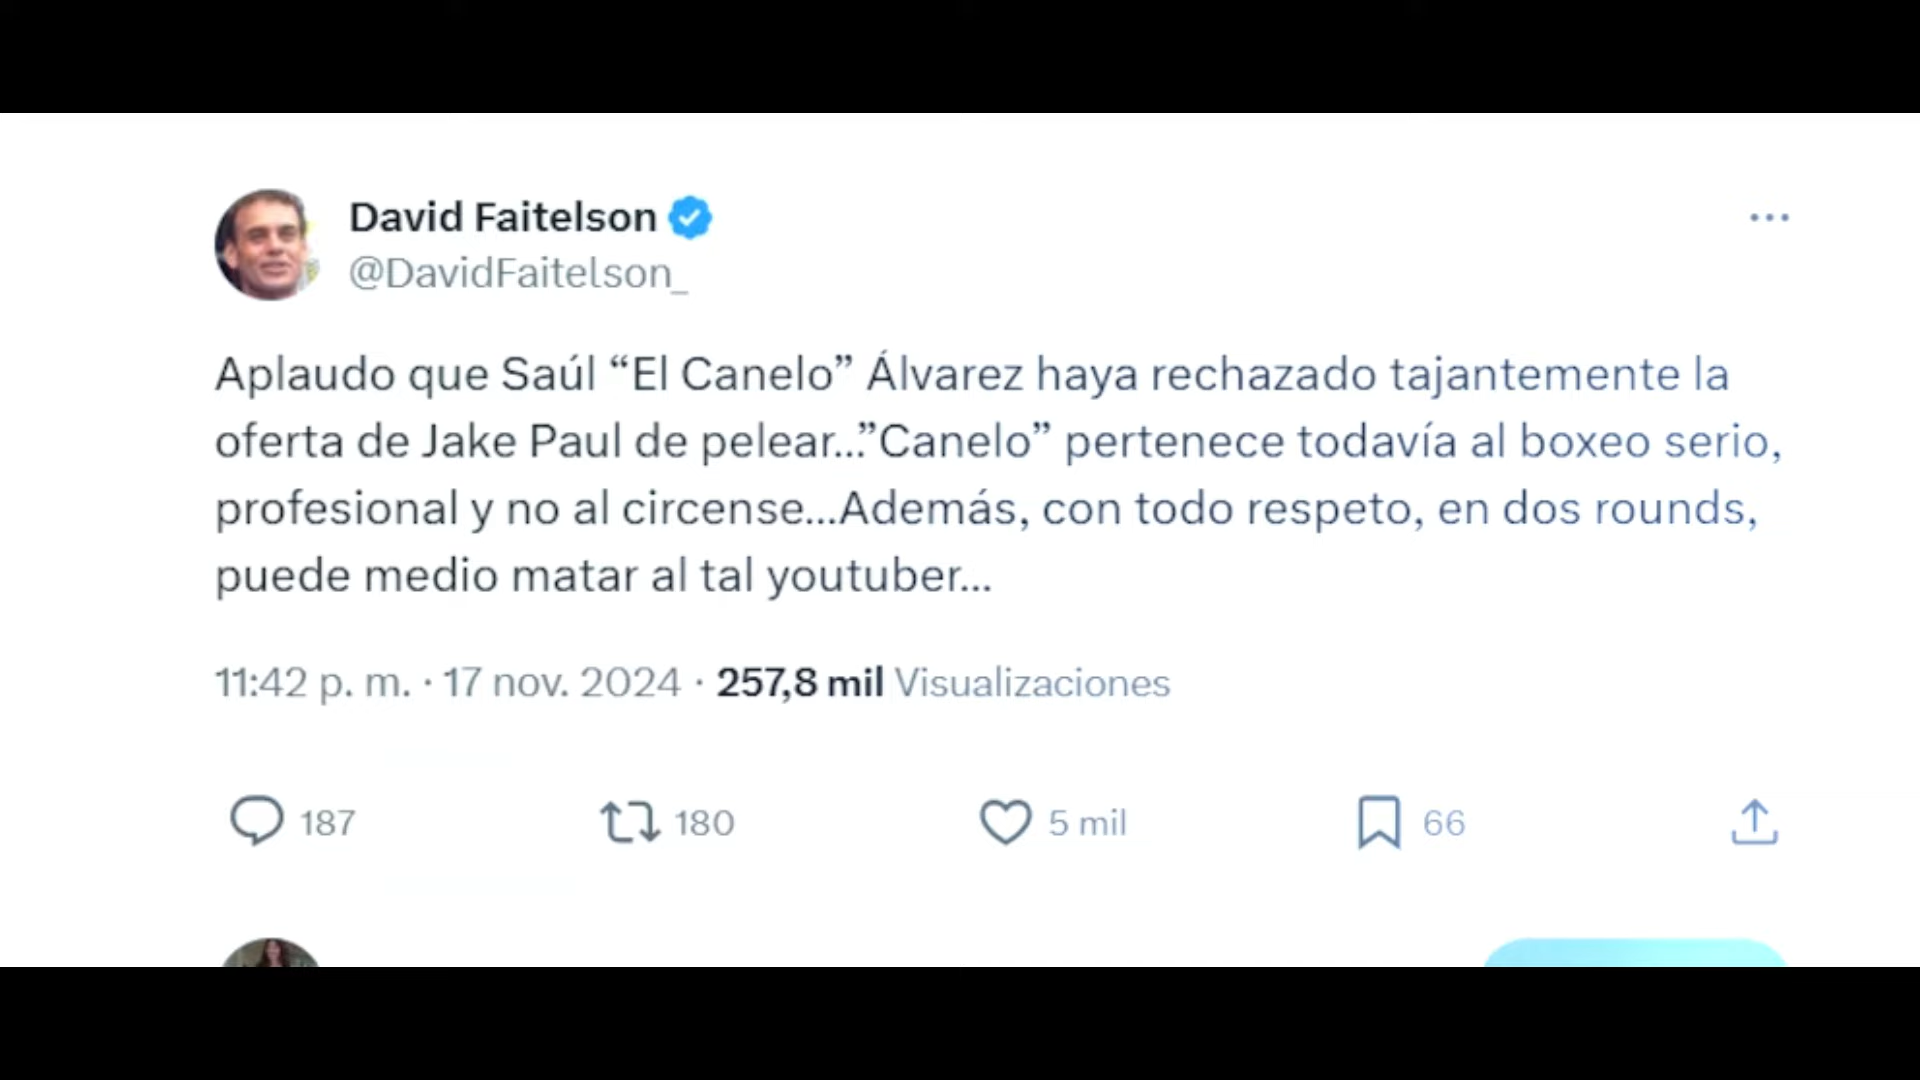 David Faitelson
@DavidFaitelson_
Aplaudo que Saúl “El Canelo” Álvarez haya rechazado tajantemente la
oferta de Jake Paul de pelear...”Canelo” pertenece todavía al boxeo serio,
profesional y no al circense...Además, con todo respeto, en dos rounds,
puede medio matar al tal youtuber...
11:42 p. m. · 17 nov. 2024 · 257,8 mil Visualizaciones
187 180 5 mil 66